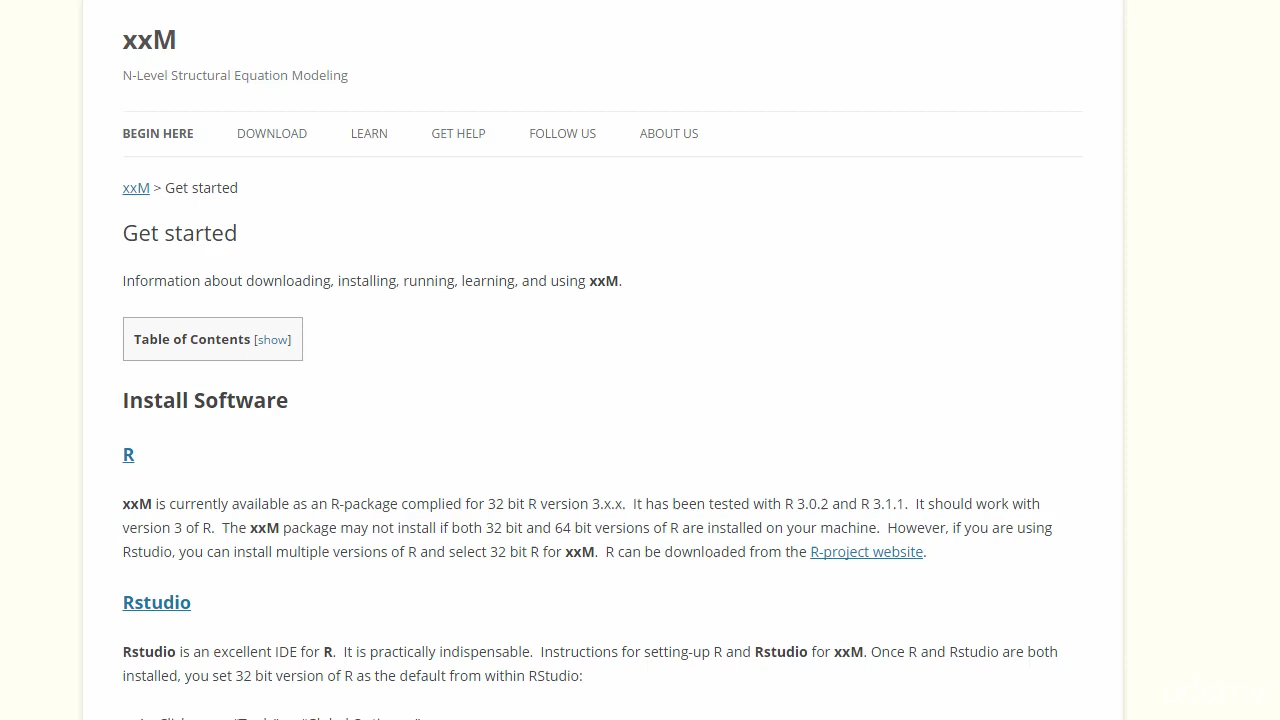 xxM
N-Level Structural Equation Modeling
BEGIN HERE DOWNLOAD LEARN GET HELP FOLLOW US ABOUT US
xxM > Get started
Get started
Information about downloading, installing, running, learning, and using xxM.
Table of Contents [show]
Install Software
R
xxM is currently available as an R-package complied for 32 bit R version 3.x.x. It has been tested with R 3.0.2 and R 3.1.1. It should work with
version 3 of R. The xxM package may not install if both 32 bit and 64 bit versions of R are installed on your machine. However, if you are using
Rstudio, you can install multiple versions of R and select 32 bit R for xxM. R can be downloaded from the R-project website.
Rstudio
Rstudio is an excellent IDE for R. It is practically indispensable. Instructions for setting-up R and Rstudio for xxM. Once R and Rstudio are both
installed, you set 32 bit version of R as the default from within RStudio: